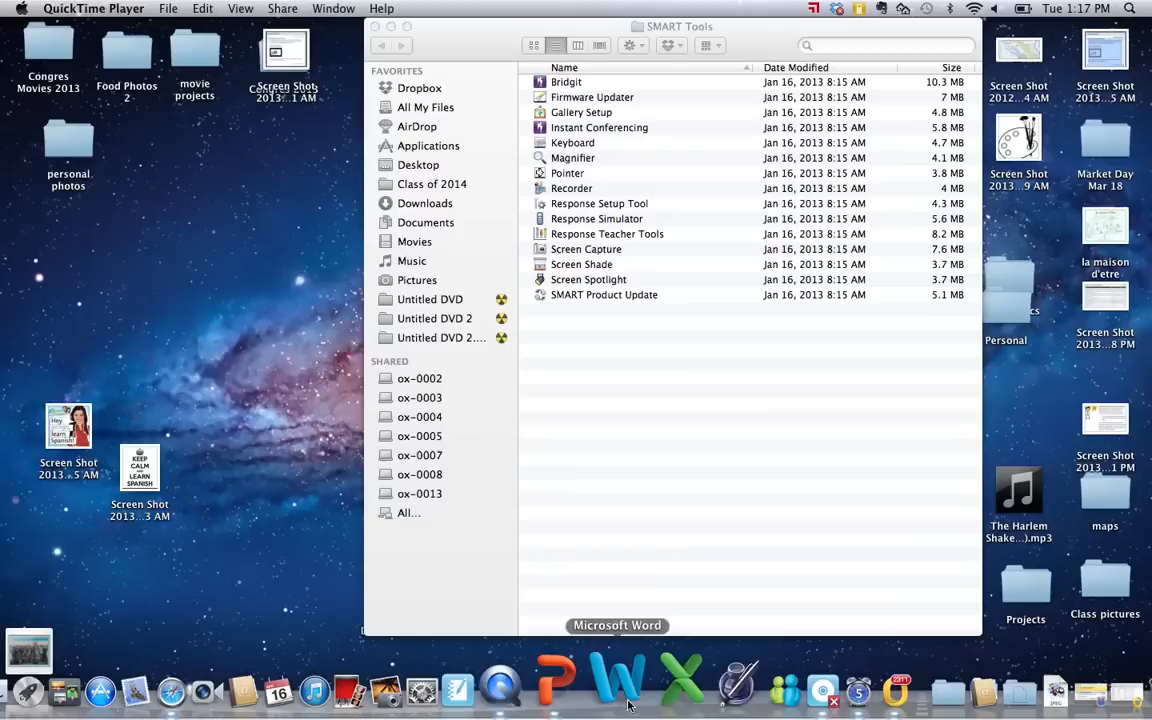 QuickTime Player File Edit View Share Window Help Tue 1:17 PM
SMART Tools
FAVORITES
Dropbox
All My Files
AirDrop
Applications
Desktop
Class of 2014
Downloads
Documents
Movies
Music
Pictures
Untitled DVD
Untitled DVD 2
Untitled DVD 2....
SHARED
ox-0002
ox-0003
ox-0004
ox-0005
ox-0007
ox-0008
ox-0013
All...
Name Date Modified Size
Bridgit Jan 16, 2013 8:15 AM 10.3 MB
Firmware Updater Jan 16, 2013 8:15 AM 7 MB
Gallery Setup Jan 16, 2013 8:15 AM 4.8 MB
Instant Conferencing Jan 16, 2013 8:15 AM 5.8 MB
Keyboard Jan 16, 2013 8:15 AM 4.7 MB
Magnifier Jan 16, 2013 8:15 AM 4.1 MB
Pointer Jan 16, 2013 8:15 AM 3.8 MB
Recorder Jan 16, 2013 8:15 AM 4 MB
Response Setup Tool Jan 16, 2013 8:15 AM 4.3 MB
Response Simulator Jan 16, 2013 8:15 AM 5.6 MB
Response Teacher Tools Jan 16, 2013 8:15 AM 8.2 MB
Screen Capture Jan 16, 2013 8:15 AM 7.6 MB
Screen Shade Jan 16, 2013 8:15 AM 3.7 MB
Screen Spotlight Jan 16, 2013 8:15 AM 3.7 MB
SMART Product Update Jan 16, 2013 8:15 AM 5.1 MB
Congres
Movies 2013
Food Photos
2
movie
projects
Screen Shot
2013...1 AM
personal
photos
Hey
girl
learn
Spanish!
Screen Shot
2013...5 AM
KEEP
CALM
AND
LEARN
SPANISH
Screen Shot
2013...3 AM
Screen Shot
2012...4 AM
Screen Shot
2013...5 AM
Screen Shot
2013...9 AM
Market Day
Mar 18
la maison
d'etre
cs
Personal
Screen Shot
2013...8 PM
Screen Shot
2013...1 PM
The Harlem
Shake...).mp3
maps
Projects
Class pictures
Microsoft Word
16
5
2311
JPEG